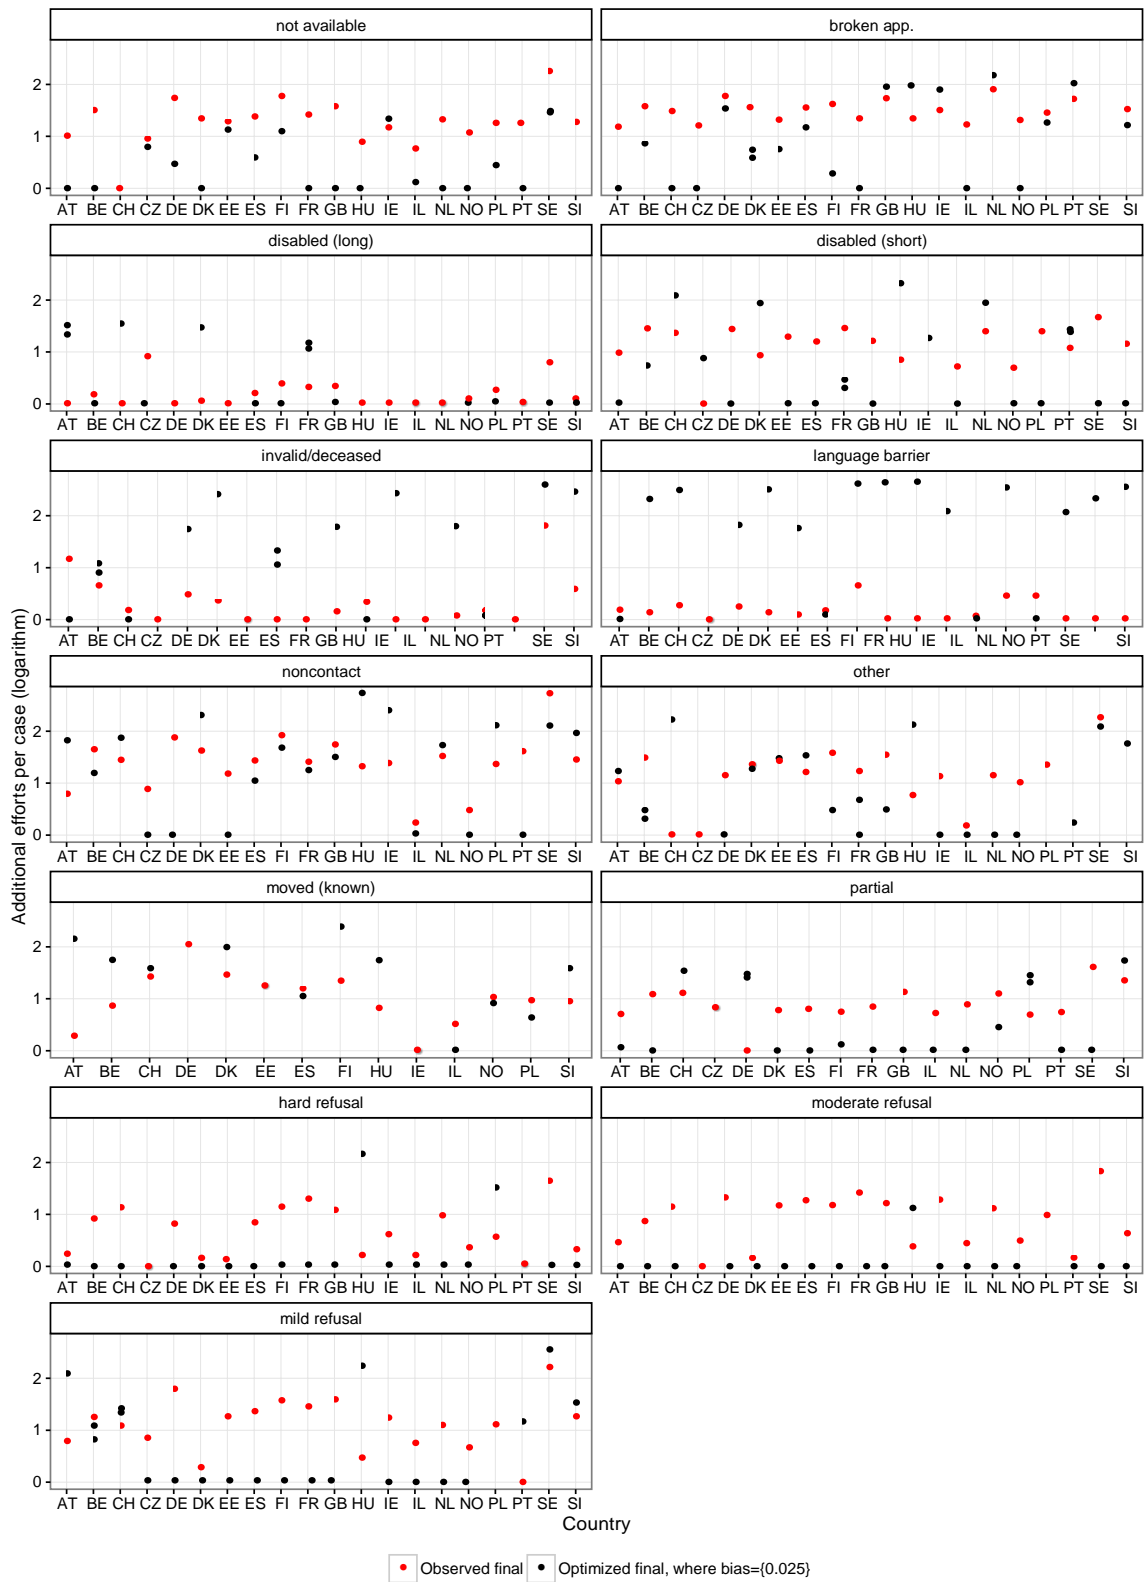 not available
broken app.
2
1
0
AT BE CH CZ DE DK EE ES FI FR GB HU IE IL NL NO PL PT SE SI
AT BE CH CZ DE DK EE ES FI FR GB HU IE IL NL NO PL PT SE SI
disabled (long)
disabled (short)
2
1
0
AT BE CH CZ DE DK EE ES FI FR GB HU IE IL NL NO PL PT SE SI
AT BE CH CZ DE DK EE ES FR GB HU IE IL NL NO PL PT SE SI
invalid/deceased
language barrier
2
1
0
AT BE CH CZ DE DK EE ES FR GB HU IE IL NL NO PT SE SI
AT BE CH CZ DE DK EE ES FI FR HU IE IL NL NO PT SE SI
Additional efforts per case (logarithm)
noncontact
other
2
1
0
AT BE CH CZ DE DK EE ES FI FR GB HU IE IL NL NO PL PT SE SI
AT BE CH CZ DE DK EE ES FI FR GB HU IE IL NL NO PL PT SE SI
moved (known)
partial
2
1
0
AT BE CH DE DK EE ES FI HU IE IL NO PL SI
AT BE CH CZ DE DK ES FI FR GB IL NL NO PL PT SE SI
hard refusal
moderate refusal
2
1
0
AT BE CH CZ DE DK EE ES FI FR GB HU IE IL NL NO PL PT SE SI
AT BE CH CZ DE DK EE ES FI FR GB HU IE IL NL NO PL PT SE SI
mild refusal
2
1
0
AT BE CH CZ DE DK EE ES FI FR GB HU IE IL NL NO PL PT SE SI
Country
Observed final
Optimized final, where bias={0.025}